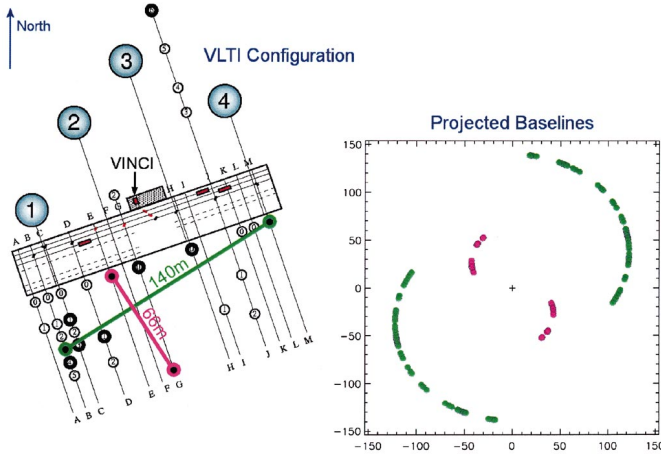 North
VLTI Configuration
3
4
2
VINCI
1
A B C D E F G H I K L M
140m
66m
A B C D E F G H I J K L M
Projected Baselines
150
100
50
0
−50
−100
−150
−150 −100 −50 0 50 100 150